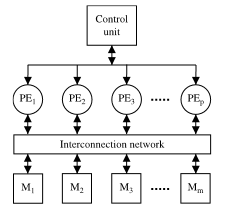 Control
unit
PE1 PE2 PE3 ..... PEp
Interconnection network
M1 M2 M3 ..... Mm